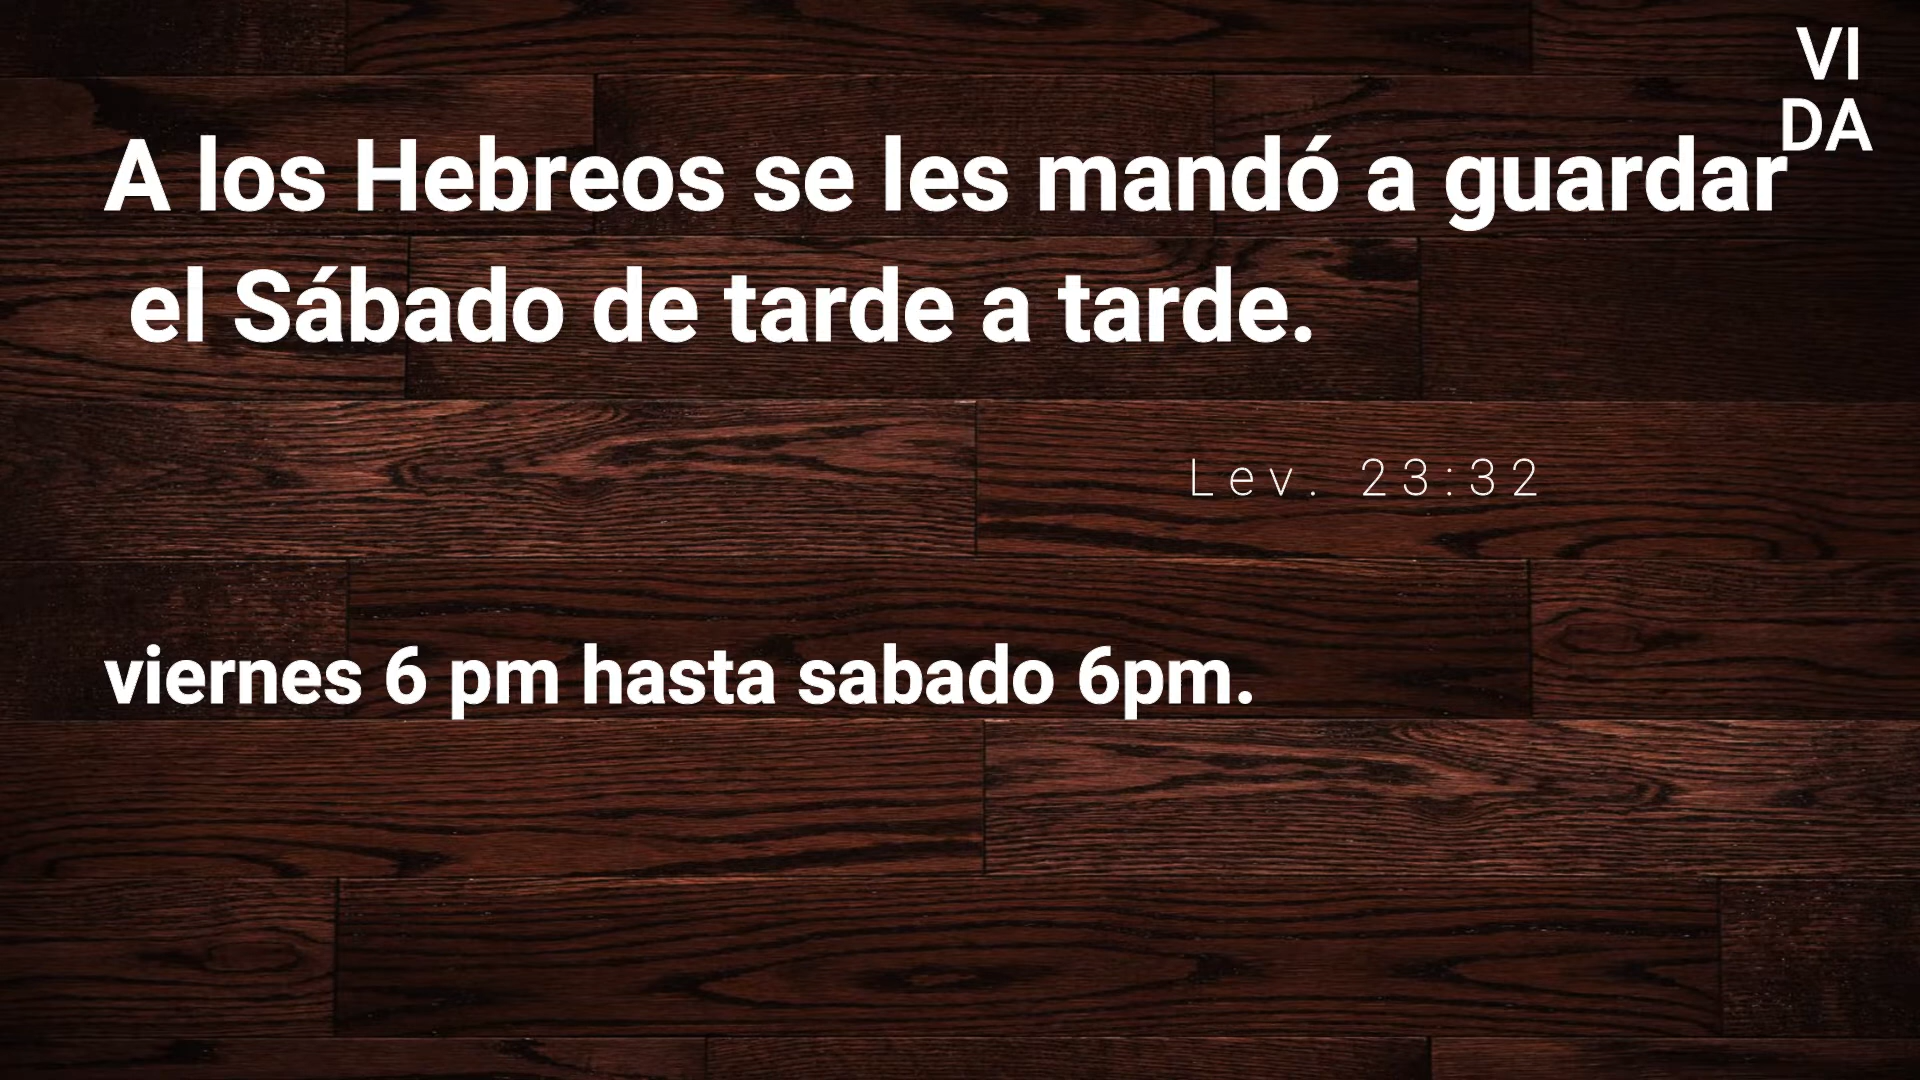 VI
DA
A los Hebreos se les mandó a guardar
el Sábado de tarde a tarde.
Lev. 23:32
viernes 6 pm hasta sabado 6pm.